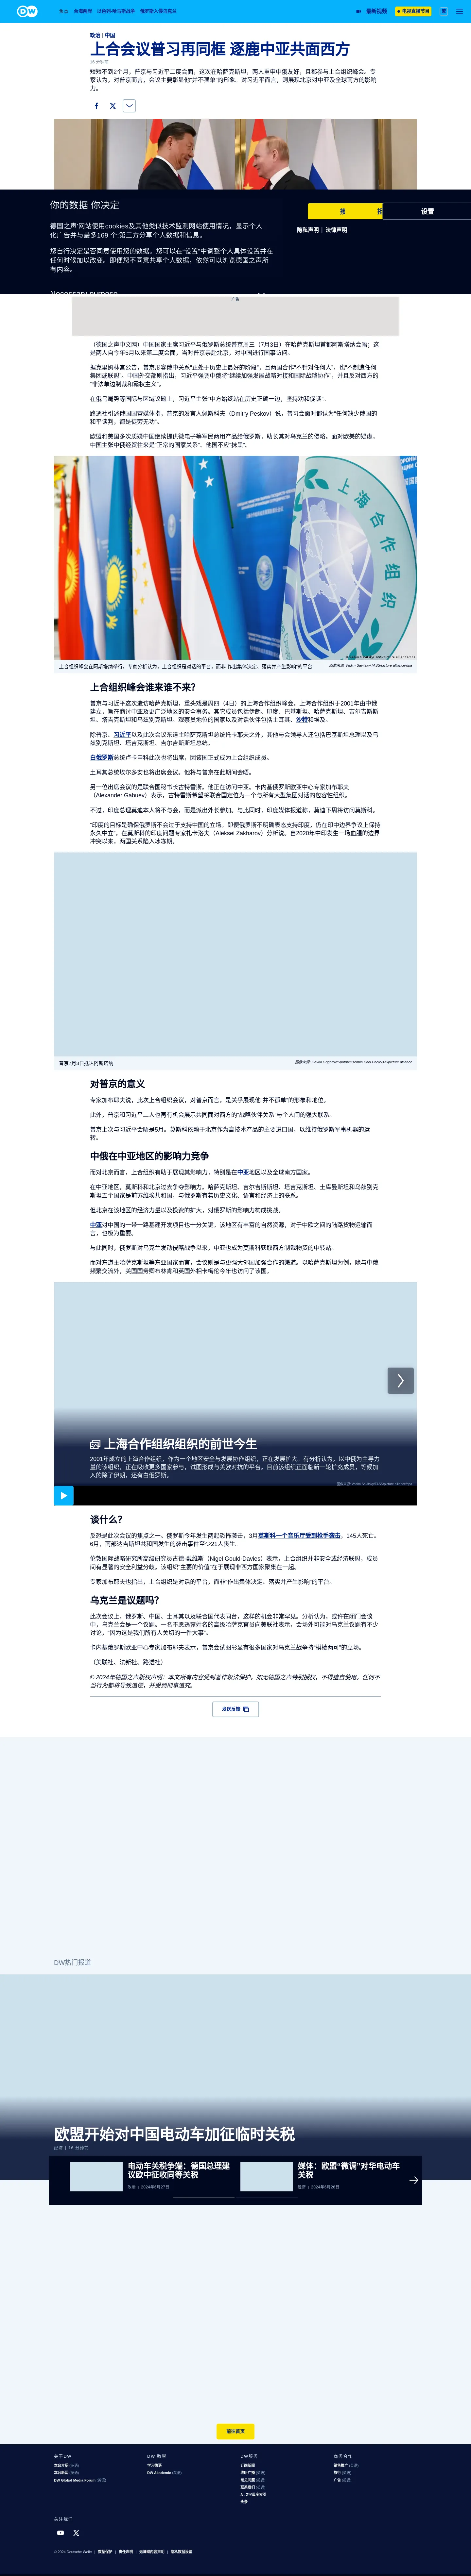 DW
焦点 台海两岸 以色列-哈马斯战争 俄罗斯入侵乌克兰 最新视频 电视直播节目
政治 | 中国
上合会议普习再同框 逐鹿中亚共面西方
短短不到2个月，普京与习近平二度会面。这次在哈萨克斯坦，两人重申中俄友好，且都参与上合组织峰会。专家认为，对普京而言，会议主要彰显他“并不孤单”的形象。对习近平而言，则展现北京对中亚及全球南方的影响力。
你的数据 你决定
德国之声'网站使用cookies及其他类似技术监测网站使用情况，显示个人化广告并与最多169 个;第三方分享个人数据和信息。
您自行决定是否同意使用您的数据。您可以在“设置”中调整个人具体设置并在任何时候加以改变。即便您不同意共享个人数据，依然可以浏览德国之声所有内容。
设置
隐私声明 | 法律声明
Necessary purpose
广告
（德国之声中文网）中国国家主席习近平与俄罗斯总统普京周三（7月3日）在哈萨克斯坦首都阿斯塔纳会晤；这是两人自今年5月以来第二度会面，当时普京亲赴北京，对中国进行国事访问。
据克里姆林宫公告，普京形容俄中关系“正处于历史上最好的阶段”，且两国合作“不针对任何人”，也“不制造任何集团或联盟”。中国外交部则指出，习近平强调中俄将“继续加强发展战略对接和国际战略协作”，并且反对西方的“非法单边制裁和霸权主义”。
在俄乌局势等国际与区域议题上，习近平主张“中方始终站在历史正确一边，坚持劝和促谈”。
路透社引述俄国国营媒体指，普京的发言人佩斯科夫（Dmitry Peskov）说，普习会面时都认为“任何缺少俄国的和平谈判，都是徒劳无功”。
欧盟和美国多次质疑中国继续提供微电子等军民两用产品给俄罗斯，助长其对乌克兰的侵略。面对欧美的疑虑，中国主张中俄经贸往来是“正常的国家关系”、他国不应“抹黑”。
上海合作组织
上合组织峰会在阿斯塔纳举行。专家分析认为，上合组织是对话的平台，而非“作出集体决定、落实并产生影响”的平台
图像来源: Vadim Savitsky/TASS/picture alliance/dpa
上合组织峰会谁来谁不来？
普京与习近平这次造访哈萨克斯坦，重头戏是周四（4日）的上海合作组织峰会。上海合作组织于2001年由中俄建立，旨在商讨中亚及更大地区内的安全事务，其它成员包括伊朗、印度、巴基斯坦、哈萨克斯坦、吉尔吉斯斯坦、塔吉克斯坦和乌兹别克斯坦。观察员地位的国家以及对话伙伴包括土耳其、沙特和埃及。
除普京、习近平以及此次会议东道主哈萨克斯坦总统托卡耶夫之外，其他与会领导人还包括巴基斯坦总理以及乌兹别克斯坦、塔吉克斯坦、吉尔吉斯斯坦总统。
白俄罗斯总统卢卡申科此次也将出席，因该国正式成为上合组织成员。
土耳其总统埃尔多安也将出席会议。他将与普京在此期间会晤。
另一位出席会议的是联合国秘书长古特雷斯。他正在访问中亚。卡内基俄罗斯欧亚中心专家加布耶夫（Alexander Gabuev）表示，古特雷斯希望将联合国定位为一个与所有大型集团对话的包容性组织。
不过，印度总理莫迪本人将不与会，而是派出外长参加。与此同时，印度媒体报道称，莫迪下周将访问莫斯科。
“印度的目标是确保俄罗斯不会过于支持中国的立场。即便俄罗斯不明确表态支持印度，仍在印中边界争议上保持永久中立”，在莫斯科的印度问题专家扎卡洛夫（Aleksei Zakharov）分析说。自2020年中印发生一场血腥的边界冲突以来，两国关系陷入冰冻期。
普京7月3日抵达阿斯塔纳
图像来源: Gavriil Grigorov/Sputnik/Kremlin Pool Photo/AP/picture alliance
对普京的意义
专家加布耶夫说，此次上合组织会议，对普京而言，是关乎展现他“并不孤单”的形象和地位。
此外，普京和习近平二人也再有机会展示共同面对西方的“战略伙伴关系”与个人间的强大联系。
普京上次与习近平会晤是5月。莫斯科依赖于北京作为高技术产品的主要进口国，以维持俄罗斯军事机器的运转。
中俄在中亚地区的影响力竞争
而对北京而言，上合组织有助于展现其影响力，特别是在中亚地区以及全球南方国家。
在中亚地区，莫斯科和北京过去争夺影响力。哈萨克斯坦、吉尔吉斯斯坦、塔吉克斯坦、土库曼斯坦和乌兹别克斯坦五个国家是前苏维埃共和国，与俄罗斯有着历史文化、语言和经济上的联系。
但北京在该地区的经济力量以及投资的扩大，对俄罗斯的影响力构成挑战。
中亚对中国的一带一路基建开发项目也十分关键。该地区有丰富的自然资源，对于中欧之间的陆路货物运输而言，也极为重要。
与此同时，俄罗斯对乌克兰发动侵略战争以来，中亚也成为莫斯科获取西方制裁物资的中转站。
而对东道主哈萨克斯坦等东亚国家而言，会议则是与更强大邻国加强合作的渠道。以哈萨克斯坦为例，除与中俄频繁交流外，美国国务卿布林肯和英国外相卡梅伦今年也访问了该国。
上海合作组织组织的前世今生
2001年成立的上海合作组织，作为一个地区安全与发展协作组织，正在发展扩大。有分析认为，以中俄为主导力量的该组织，正在吸收更多国家参与，试图形成与美欧对抗的平台。目前该组织正面临新一轮扩充成员，等候加入的除了伊朗，还有白俄罗斯。
谈什么？
反恐是此次会议的焦点之一。俄罗斯今年发生两起恐怖袭击，3月莫斯科一个音乐厅受到枪手袭击，145人死亡。6月，南部达吉斯坦共和国发生的袭击事件至少21人丧生。
伦敦国际战略研究所高级研究员古德-戴维斯（Nigel Gould-Davies）表示，上合组织并非安全或经济联盟，成员间有显著的分歧和紧张。该组织“主要的价值”在于展现非西方国家聚集在一起。
专家加布耶夫也指出，上合组织是对话的平台，而非“作出集体决定、落实并产生影响”的平台。
乌克兰是议题吗？
此次会议上，俄罗斯、中国、土耳其以及联合国代表同台，这样的机会非常罕见。分析认为，或许在闭门会谈中，乌克兰会是一个议题。一名不愿透露姓名的高级哈萨克官员向美联社表示，会场外可能对乌克兰议题有不少讨论，“因为这是我们所有人关切的一件大事”。
卡内基俄罗斯欧亚中心专家加布耶夫表示，普京会试图彰显有很多国家对乌克兰战争持“模棱两可”的立场。
（美联社、法新社、路透社）
© 2024年德国之声版权声明：本文所有内容受到著作权法保护，如无德国之声特别授权，不得擅自使用。任何不当行为都将导致追偿，并受到刑事追究。
发送反馈
DW热门报道
欧盟开始对中国电动车加征临时关税
电动车关税争端：德国总理建议欧中征收同等关税
政治 | 2024年6月27日
媒体：欧盟“微调”对华电动车关税
经济 | 2024年6月26日
前往首页
关于DW
本台介绍 (英语)
本台新闻 (英语)
DW Global Media Forum (英语)
DW 教学
学习德语
DW Akademie (英语)
DW服务
订阅新闻
收听广播 (英语)
常见问题 (英语)
联系我们 (英语)
A - Z字母序索引
头条
商务合作
销售推广 (英语)
旅行 (英语)
广告 (英语)
关注我们
© 2024 Deutsche Welle | 数据保护 | 责任声明 | 无障碍内容声明 | 隐私数据设置